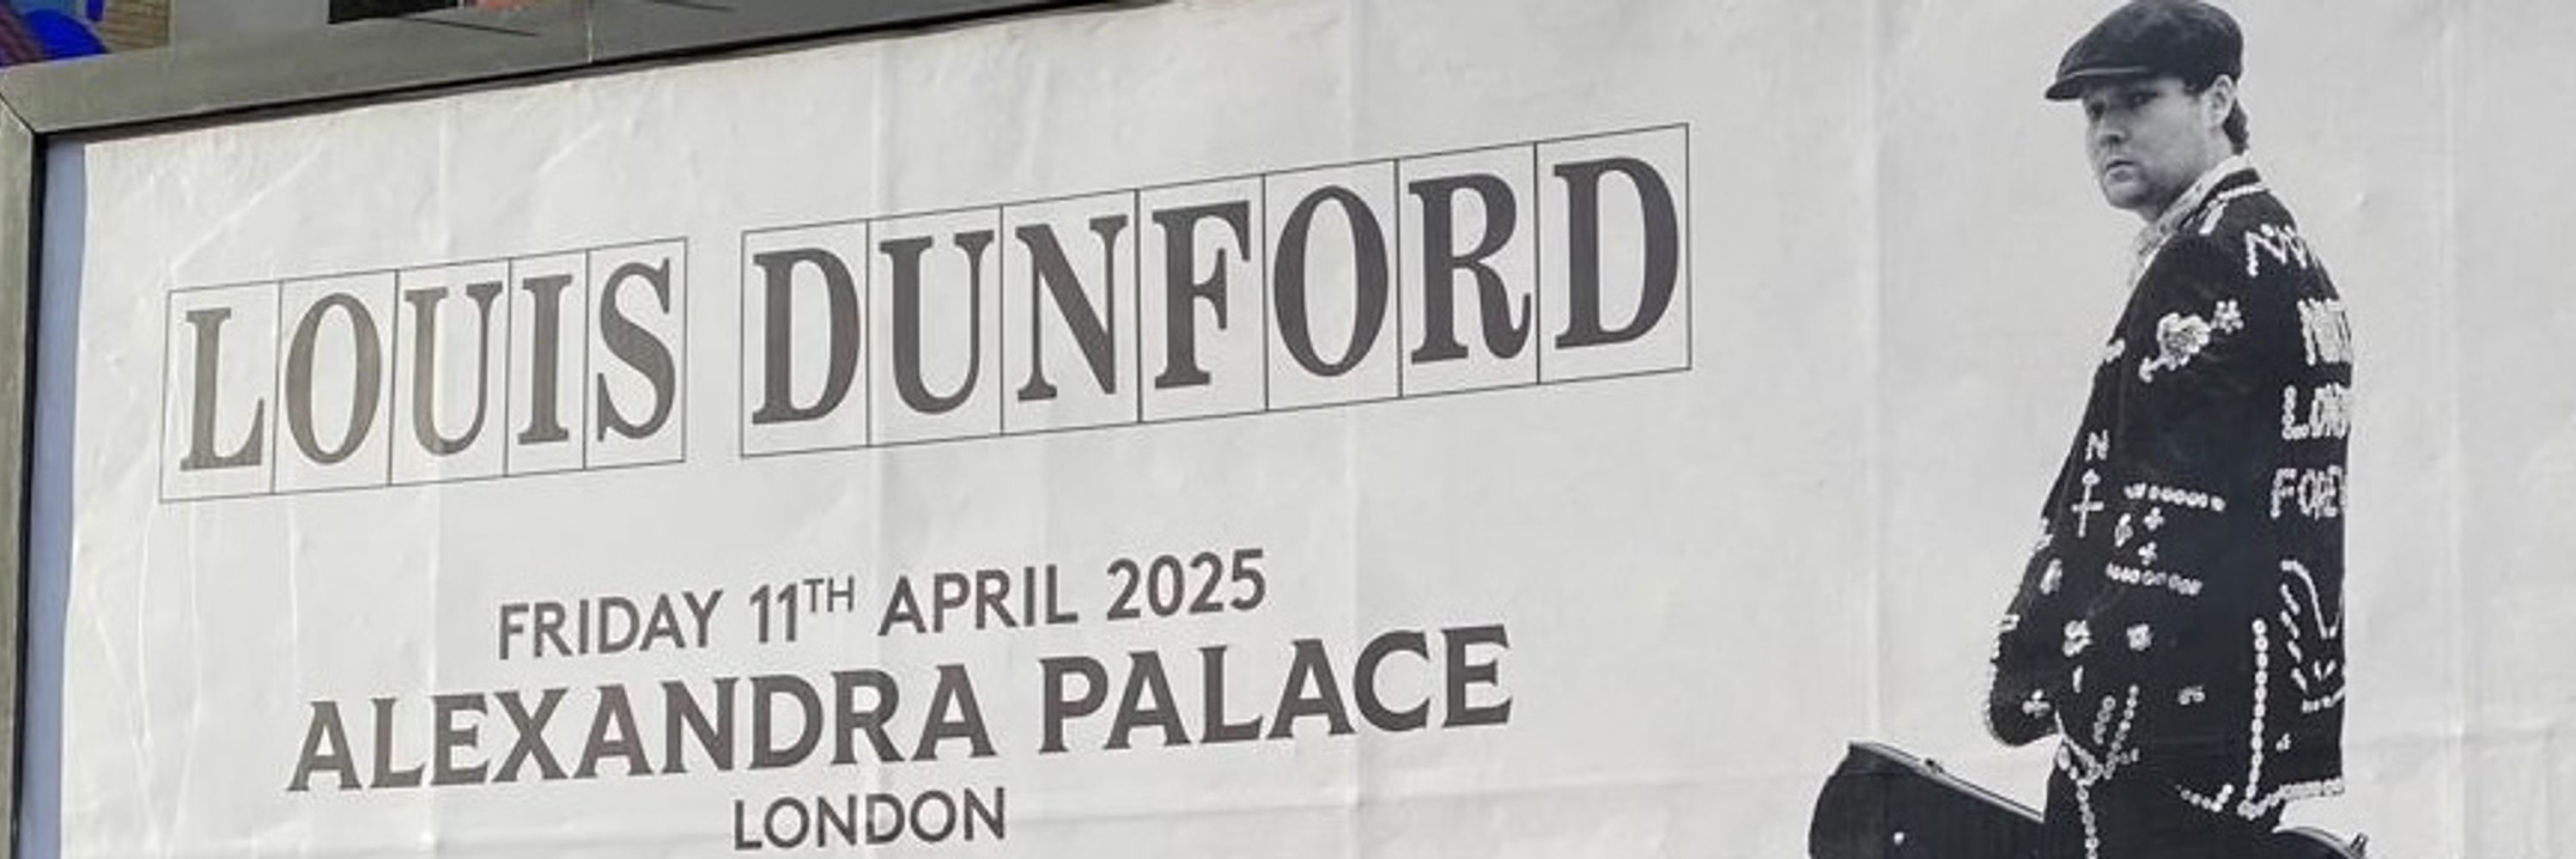 LOUIS DUNFORD
FRIDAY 11TH APRIL 2025
ALEXANDRA PALACE
LONDON
N